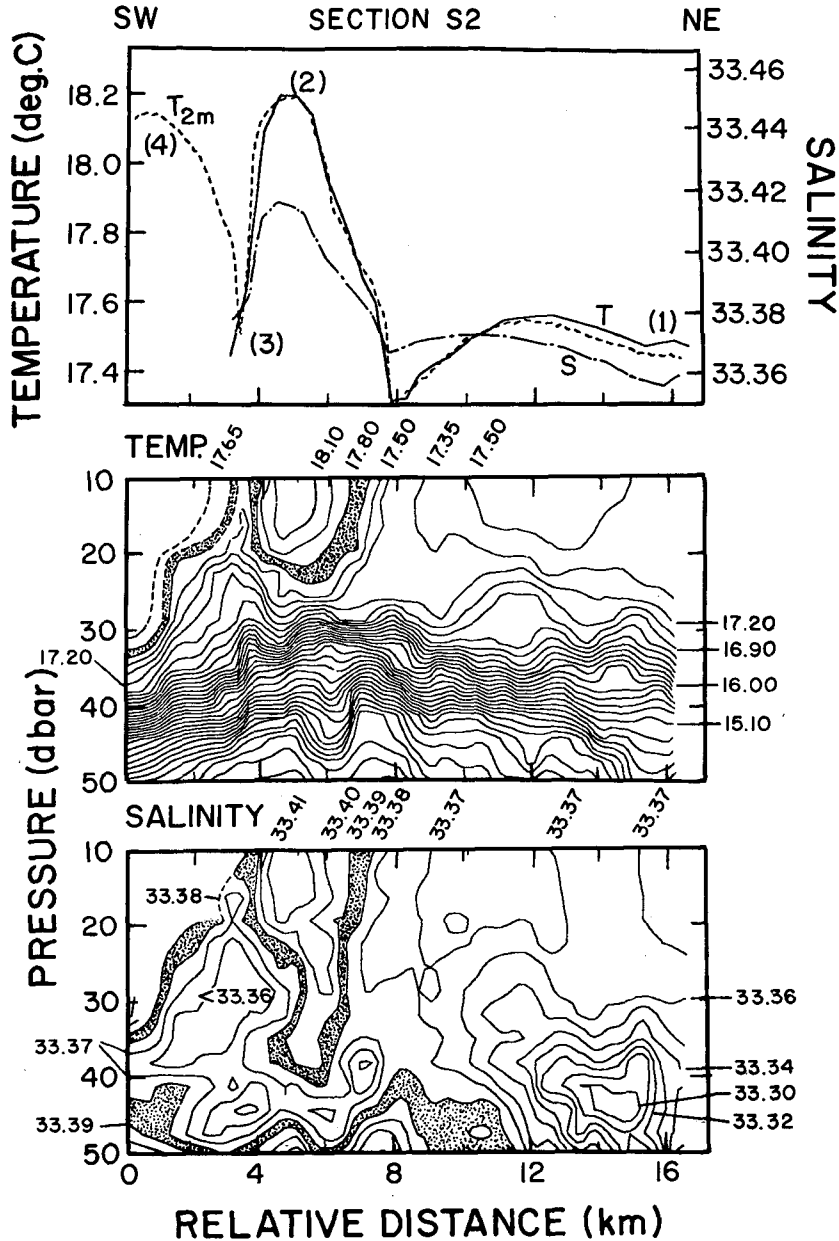 SW SECTION S2 NE
TEMPERATURE (deg.C)
18.2
18.0
17.8
17.6
17.4
T2m
(4)
(2)
(3)
T
(1)
S
33.46
33.44
33.42
33.40
33.38
33.36
SALINITY
TEMP.
17.65 18.10 17.80 17.50 17.35 17.50
10
20
30
17.20
40
50
17.20
16.90
16.00
15.10
PRESSURE (dbar)
SALINITY
33.41 33.40 33.39 33.38 33.37 33.37 33.37
10
33.38
20
<33.36
30
33.37
40
33.39
50
33.36
33.34
33.30
33.32
0 4 8 12 16
RELATIVE DISTANCE (km)